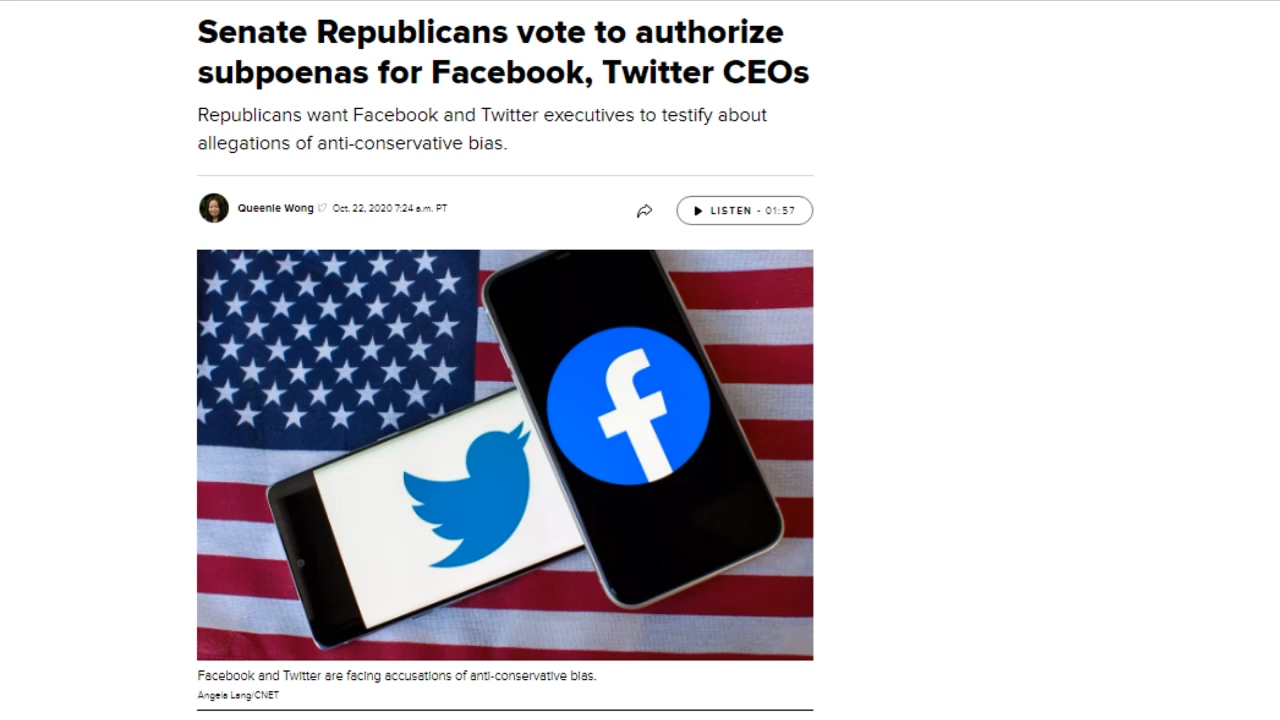 Senate Republicans vote to authorize
subpoenas for Facebook, Twitter CEOs
Republicans want Facebook and Twitter executives to testify about
allegations of anti-conservative bias.
Queenie Wong Oct. 22, 2020 7:24 a.m. PT
LISTEN - 01:57
Facebook and Twitter are facing accusations of anti-conservative bias.
Angela Lang/CNET